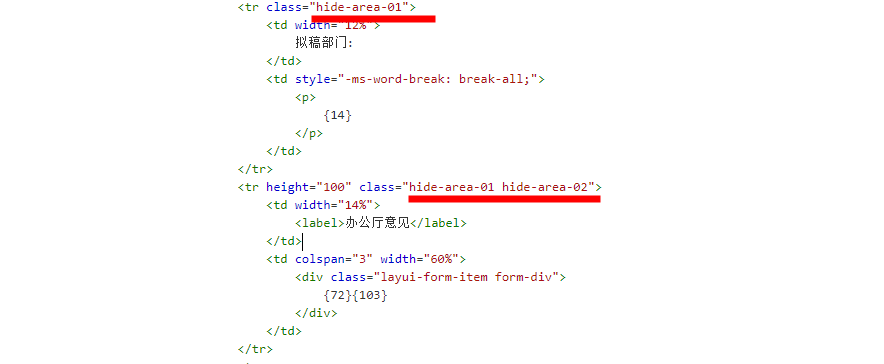 <tr class="hide-area-01">
<td width="12%">
拟稿部门:
</td>
<td style="-ms-word-break: break-all;">
<p>
{14}
</p>
</td>
</tr>
<tr height="100" class="hide-area-01 hide-area-02">
<td width="14%">
<label>办公厅意见</label>
</td>
<td colspan="3" width="60%">
<div class="layui-form-item form-div">
{72}{103}
</div>
</td>
</tr>